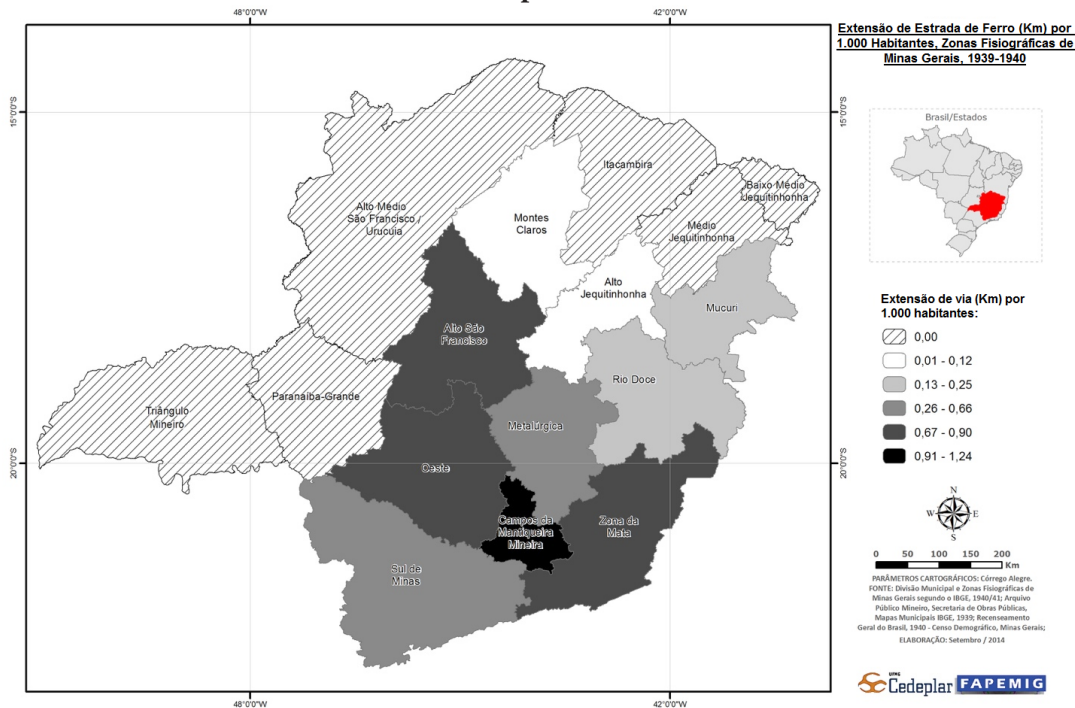 48°0'0"W
42°0'0"W
Extensão de Estrada de Ferro (Km) por
1.000 Habitantes, Zonas Fisiográficas de
Minas Gerais, 1939-1940
15°0'0"S
15°0'0"S
Brasil/Estados
Itacambira
Baixo Médio
Jequitinhonha
Alto Médio
São Francisco /
Urucuia
Montes
Claros
Médio
Jequitinhonha
Alto
Jequitinhonha
Mucuri
Alto São
Francisco
Rio Doce
Paranaíba-Grande
Triângulo
Mineiro
Metalúrgica
Oeste
20°0'0"S
20°0'0"S
Campos da
Mantiqueira
Mineira
Zona da
Mata
Sul de
Minas
Extensão de via (Km) por
1.000 habitantes:
0,00
0,01 - 0,12
0,13 - 0,25
0,26 - 0,66
0,67 - 0,90
0,91 - 1,24
N
W E
S
0 50 100 150 200
Km
PARÂMETROS CARTOGRÁFICOS: Córrego Alegre.
FONTE: Divisão Municipal e Zonas Fisiográficas de
Minas Gerais segundo o IBGE, 1940/41; Arquivo
Público Mineiro, Secretaria de Obras Públicas,
Mapas Municipais IBGE, 1939; Recenseamento
Geral do Brasil, 1940 - Censo Demográfico, Minas Gerais;
ELABORAÇÃO: Setembro / 2014
UFMG
Cedeplar FAPEMIG
48°0'0"W
42°0'0"W